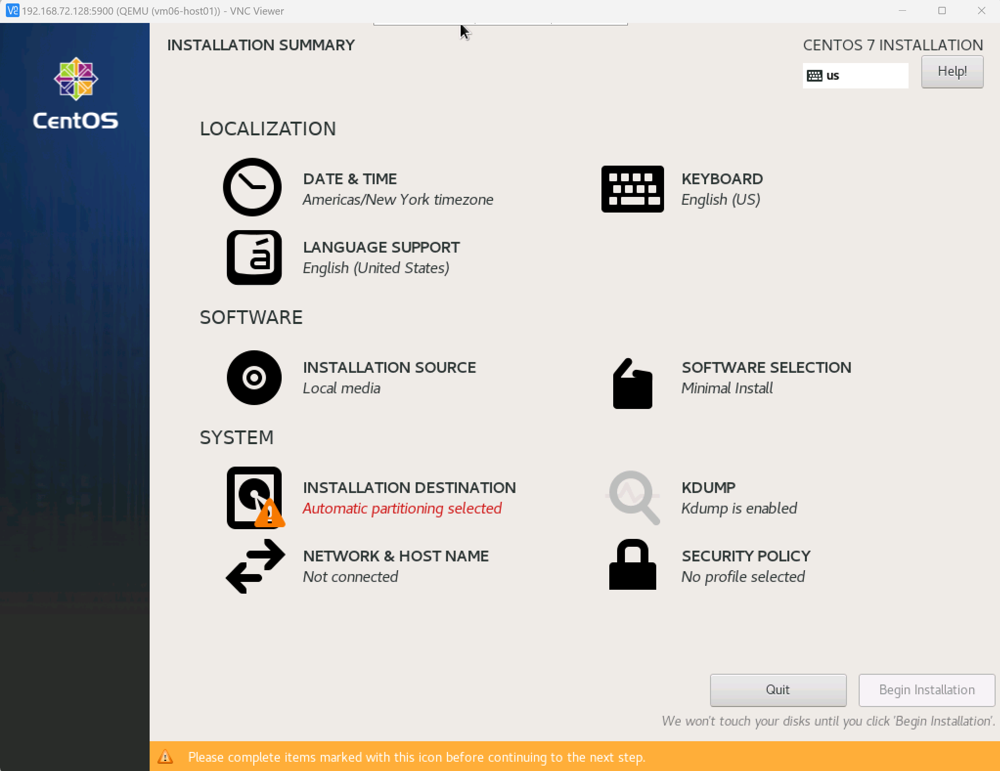 192.168.72.128:5900 (QEMU (vm06-host01)) - VNC Viewer
INSTALLATION SUMMARY
CENTOS 7 INSTALLATION
us
Help!
CentOS
LOCALIZATION
DATE & TIME
Americas/New York timezone
KEYBOARD
English (US)
LANGUAGE SUPPORT
English (United States)
SOFTWARE
INSTALLATION SOURCE
Local media
SOFTWARE SELECTION
Minimal Install
SYSTEM
INSTALLATION DESTINATION
Automatic partitioning selected
KDUMP
Kdump is enabled
NETWORK & HOST NAME
Not connected
SECURITY POLICY
No profile selected
Quit
Begin Installation
We won't touch your disks until you click 'Begin Installation'.
Please complete items marked with this icon before continuing to the next step.